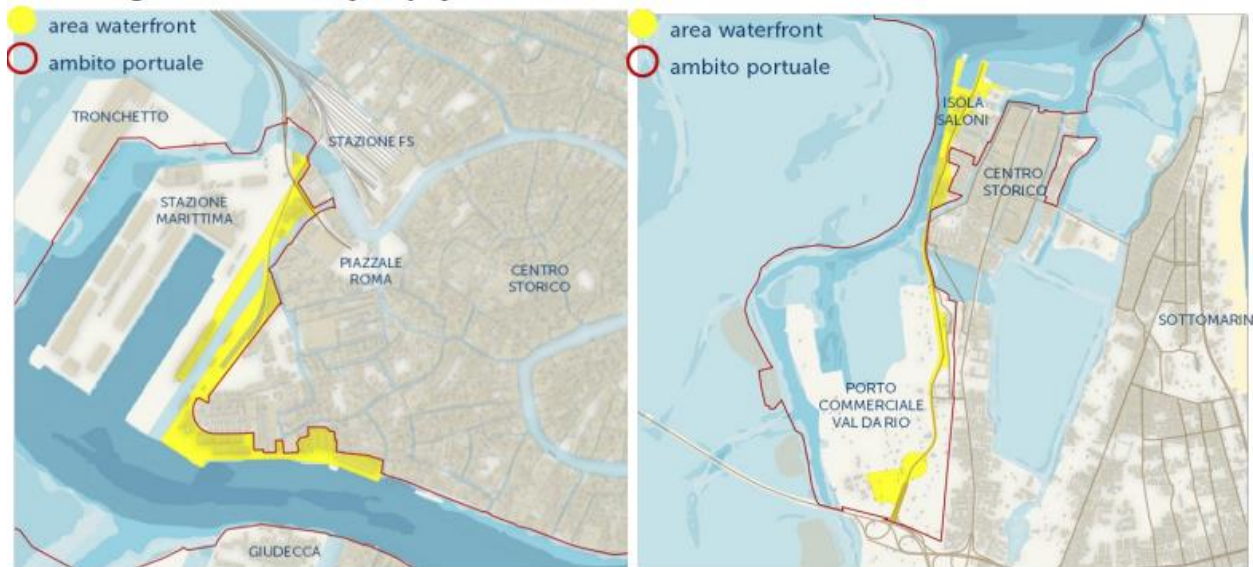 area waterfront
ambito portuale
TRONCHETTO
STAZIONE FS
STAZIONE
MARITTIMA
PIAZZALE
ROMA
CENTRO
STORICO
GIUDECCA
area waterfront
ambito portuale
ISOLA
SALONI
CENTRO
STORICO
SOTTOMARIN
PORTO
COMMERCIALE
VAL DA RIO